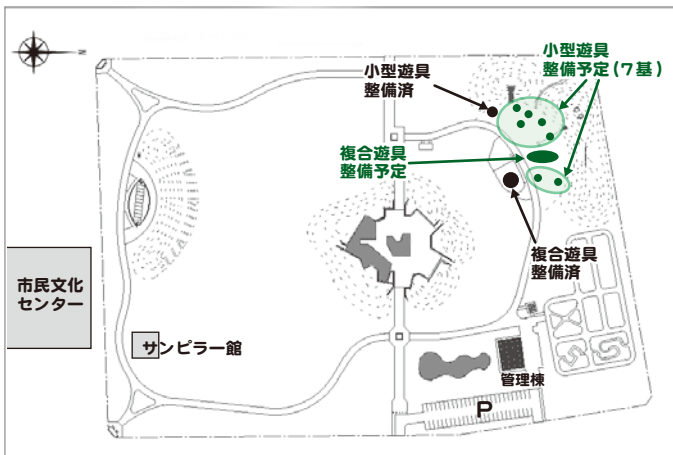 N
小型遊具
整備済
小型遊具
整備予定(7基)
複合遊具
整備予定
複合遊具
整備済
市民文化
センター
サンピラー館
管理棟
P